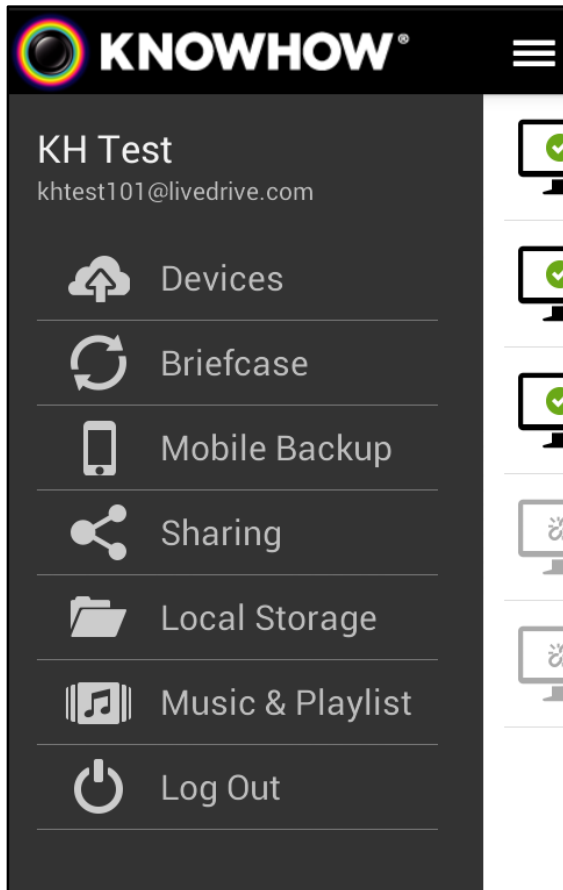 KNOWHOW®
KH Test
khtest101@livedrive.com
Devices
Briefcase
Mobile Backup
Sharing
Local Storage
Music & Playlist
Log Out